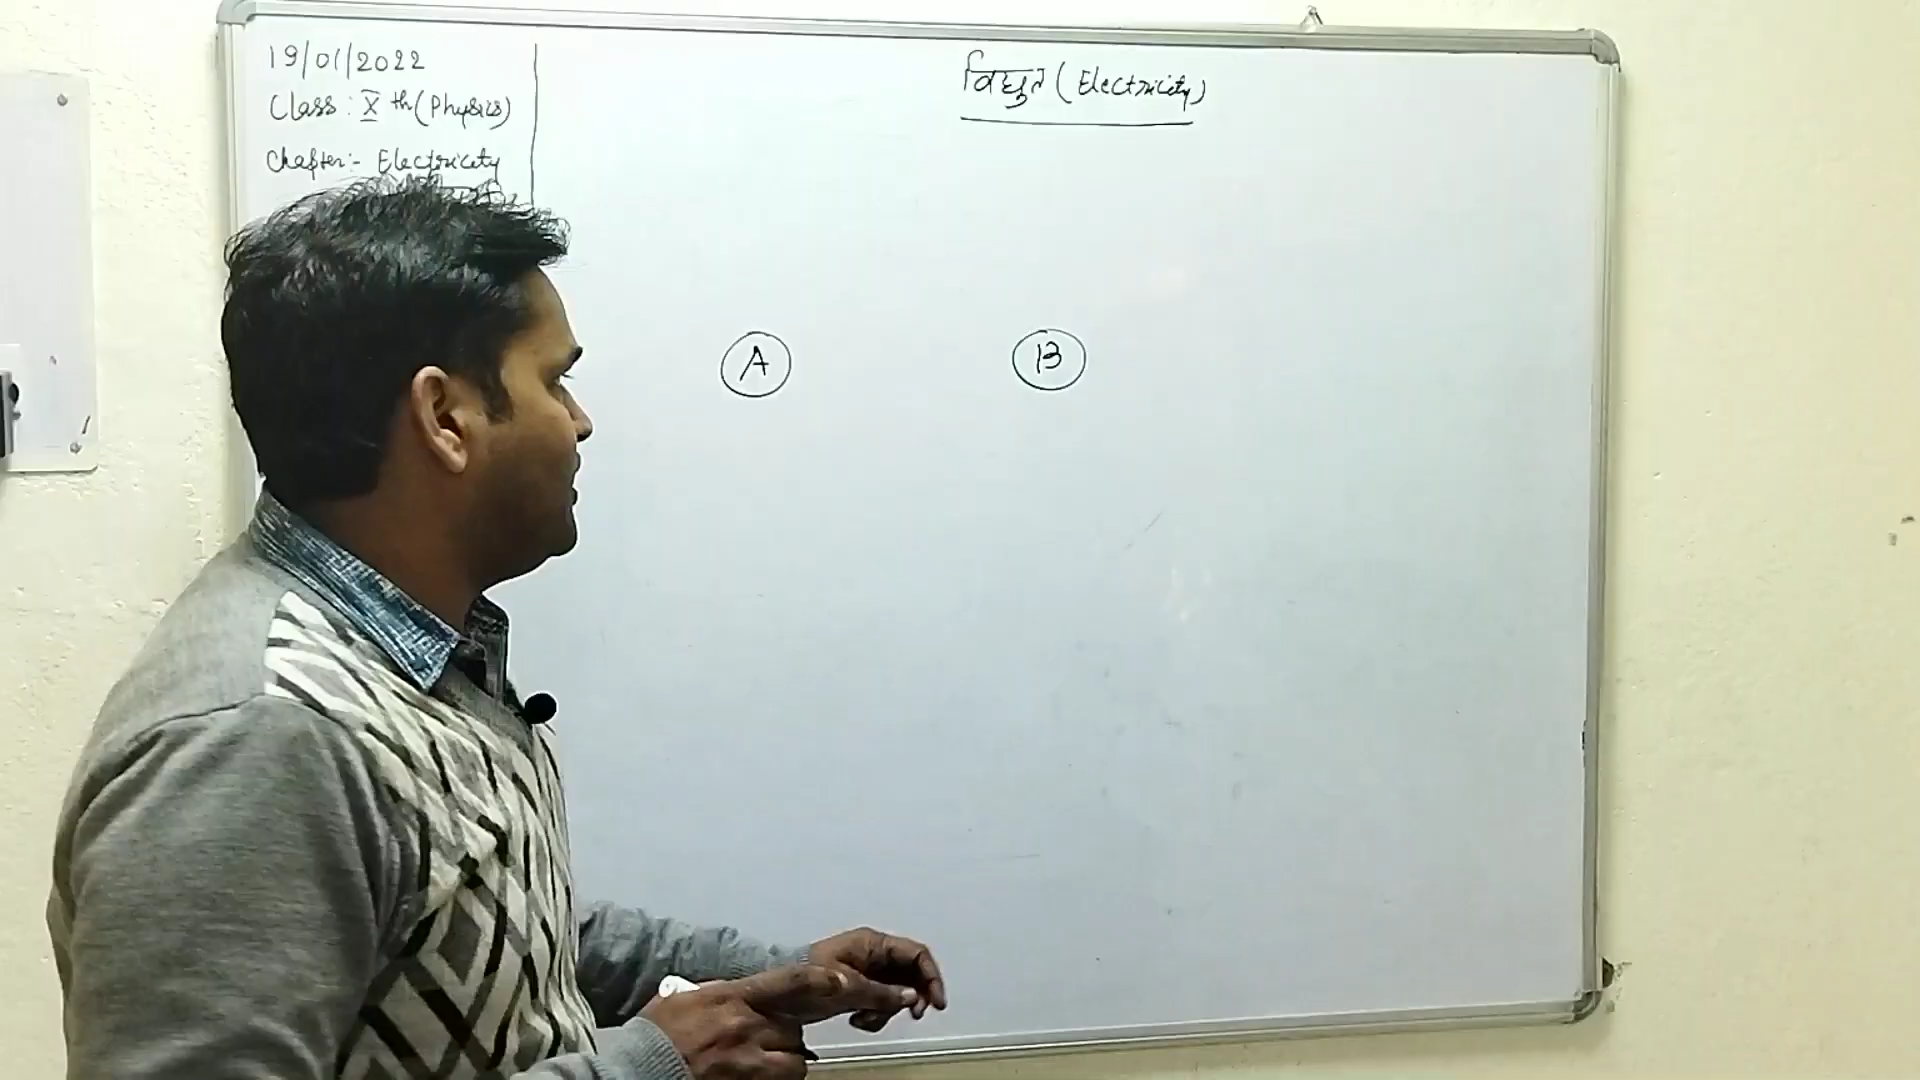 19/01/2022
Class : X th (Physics)
Chapter:- Electricity
विद्युत (Electricity)
A
B